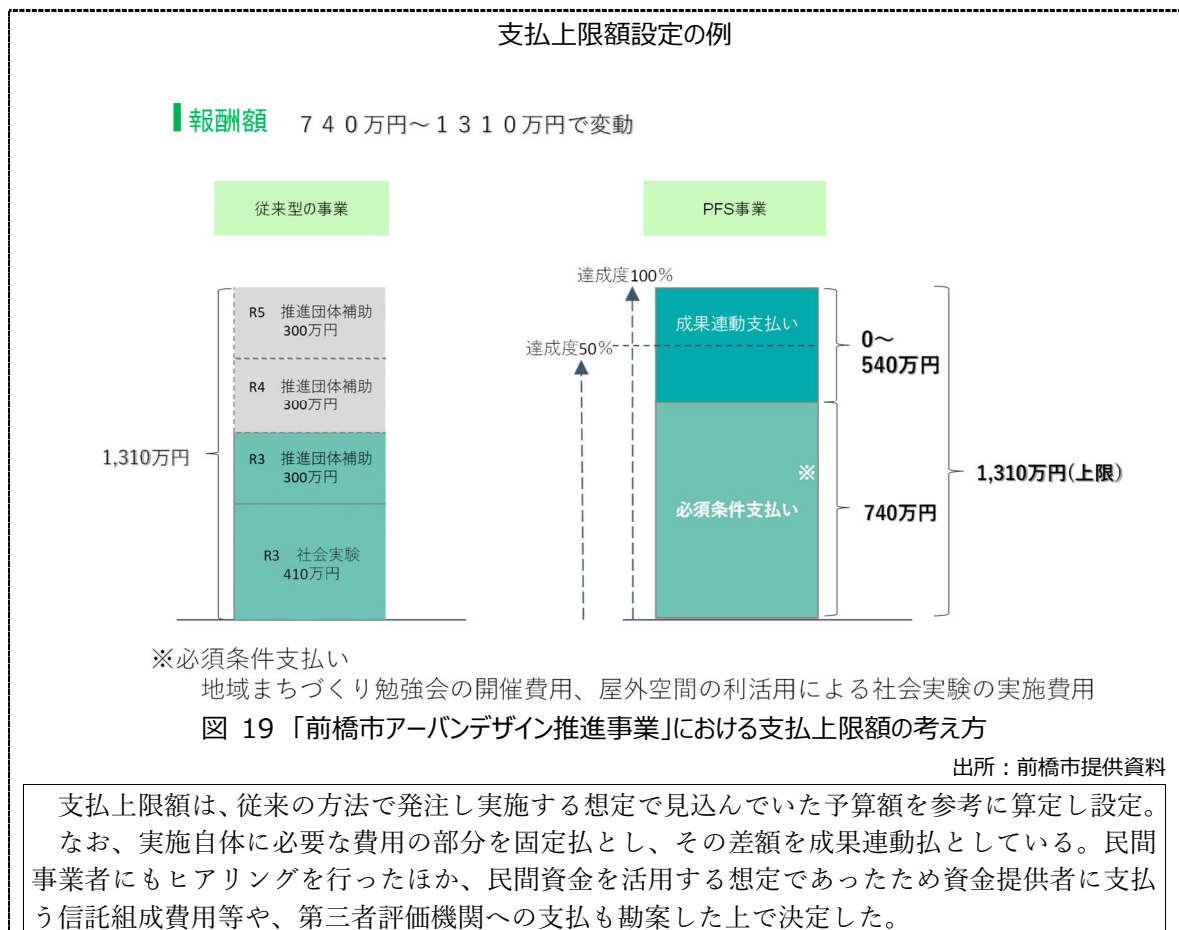 支払上限額設定の例
報酬額 740万円～1310万円で変動
従来型の事業
R5 推進団体補助
300万円
R4 推進団体補助
300万円
R3 推進団体補助
300万円
R3 社会実験
410万円
1,310万円
PFS事業
達成度100%
達成度50%
成果連動支払い
※
必須条件支払い
0～
540万円
740万円
1,310万円(上限)
※必須条件支払い
地域まちづくり勉強会の開催費用、屋外空間の利活用による社会実験の実施費用
図 19 「前橋市アーバンデザイン推進事業」における支払上限額の考え方
出所：前橋市提供資料
支払上限額は、従来の方法で発注し実施する想定で見込んでいた予算額を参考に算定し設定。
なお、実施自体に必要な費用の部分を固定払とし、その差額を成果連動払としている。民間
事業者にもヒアリングを行ったほか、民間資金を活用する想定であったため資金提供者に支払
う信託組成費用等や、第三者評価機関への支払も勘案した上で決定した。